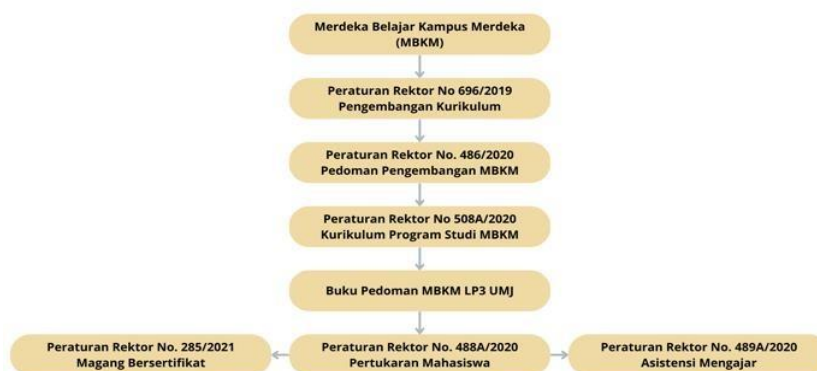 Merdeka Belajar Kampus Merdeka
(MBKM)
Peraturan Rektor No 696/2019
Pengembangan Kurikulum
Peraturan Rektor No. 486/2020
Pedoman Pengembangan MBKM
Peraturan Rektor No 508A/2020
Kurikulum Program Studi MBKM
Buku Pedoman MBKM LP3 UMJ
Peraturan Rektor No. 285/2021
Magang Bersertifikat
Peraturan Rektor No. 488A/2020
Pertukaran Mahasiswa
Peraturan Rektor No. 489A/2020
Asistensi Mengajar